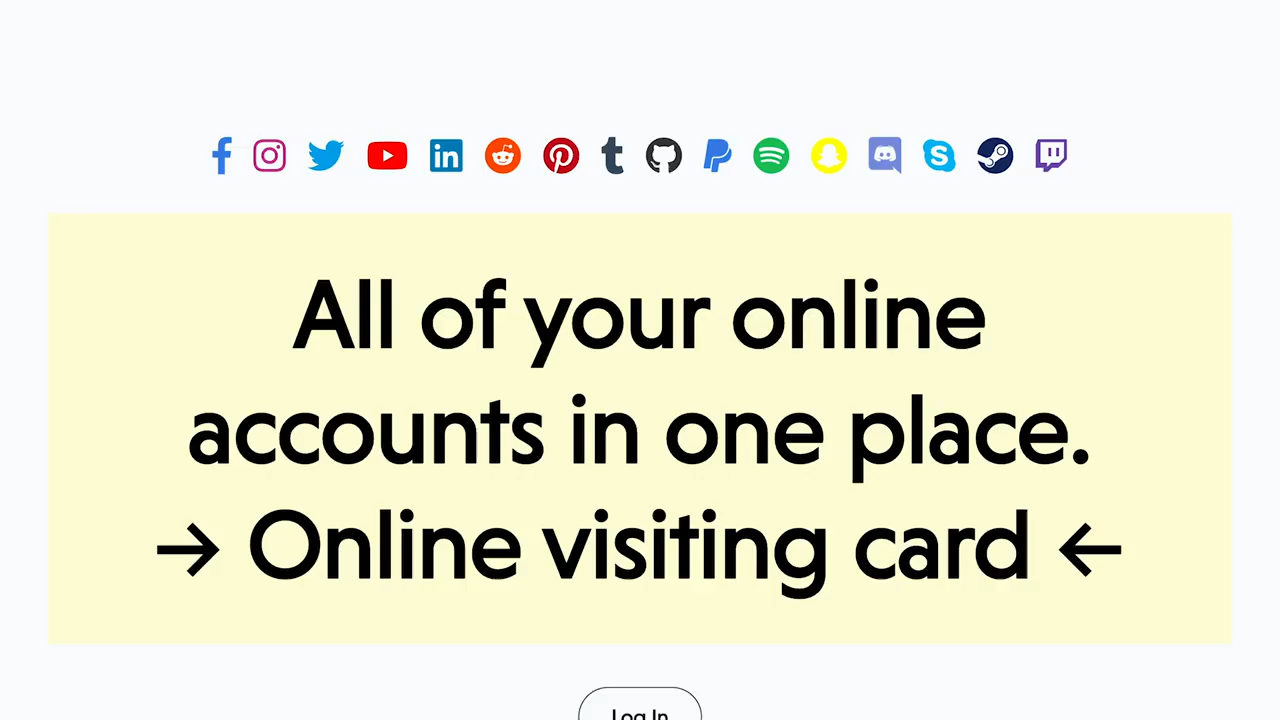 All of your online
accounts in one place.
→ Online visiting card ←
Log In